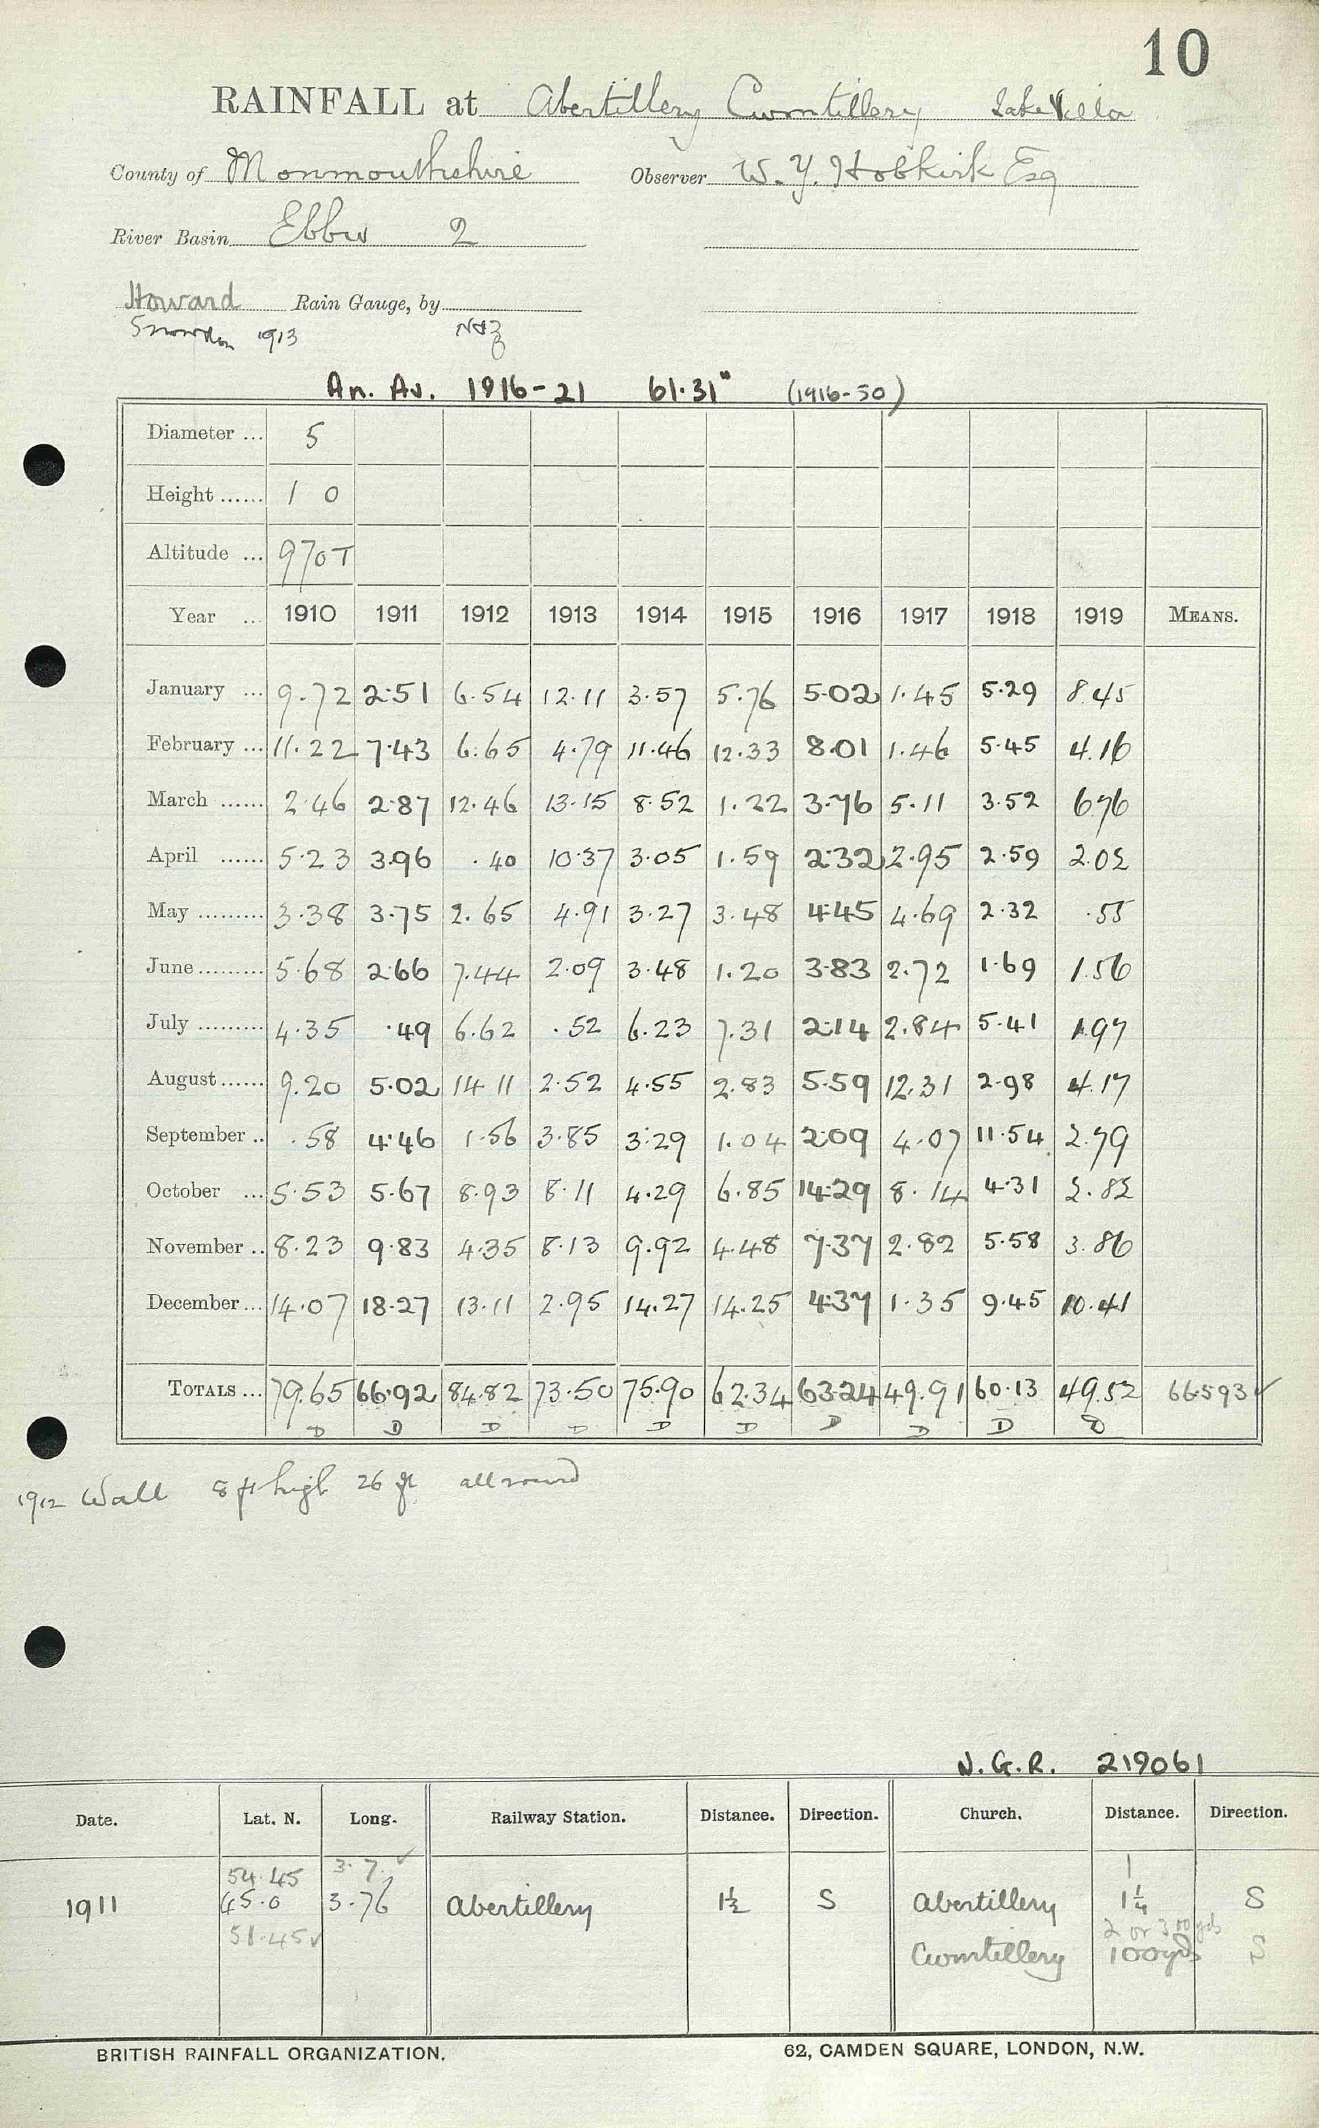 10
RAINFALL at Abertillery Cwmtillery Lake Villa
County of Monmouthshire Observer W. Y. Hobkirk Esq
River Basin Ebbw 2
Howard Rain Gauge, by
Snowdon 1913
An. Av. 1916-21 61.31" (1916-50)
Diameter ... 5
Height ...... 1 0
Altitude ... 970 T
Year ... 1910 1911 1912 1913 1914 1915 1916 1917 1918 1919 MEANS.
January ... 9.72 2.51 6.54 12.11 3.57 5.76 5.02 1.45 5.29 8.45
February ... 11.22 7.43 6.65 4.79 11.46 12.33 8.01 1.46 5.45 4.16
March ...... 2.46 2.87 12.46 13.15 8.52 1.22 3.76 5.11 3.52 6.76
April ...... 5.23 3.96 .40 10.37 3.05 1.59 2.32 2.95 2.59 2.02
May ......... 3.38 3.75 2.65 4.91 3.27 3.48 4.45 4.69 2.32 .55
June ......... 5.68 2.66 7.44 2.09 3.48 1.20 3.83 2.72 1.69 1.56
July ......... 4.35 .49 6.62 .52 6.23 7.31 2.14 2.84 5.41 1.97
August ...... 9.20 5.02 14 11 2.52 4.55 2.83 5.59 12.31 2.98 4.17
September .. .58 4.46 1.56 3.85 3.29 1.04 2.09 4.07 11.54 2.79
October ... 5.53 5.67 8.93 8.11 4.29 6.85 14.29 8.14 4.31 2.82
November .. 8.23 9.83 4.35 8.13 9.92 4.48 7.37 2.82 5.58 3.86
December ... 14.07 18.27 13.11 2.95 14.27 14.25 4.37 1.35 9.45 10.41
TOTALS ... 79.65 66.92 84.82 73.50 75.90 62.34 63.24 49.91 60.13 49.52 66.593 ✓
D D D D D D D D D D
1912 Wall 8 ft high 26 ft all round
N.G.R. 219061
Date. Lat. N. Long. Railway Station. Distance. Direction. Church. Distance. Direction.
54.45 3.7. ✓ 1
1911 45.0 3.76 Abertillery 1½ S Abertillery 1¼ S
51.45 ✓ 2 or 300 yds
Cwmtillery 100yds S
BRITISH RAINFALL ORGANIZATION. 62, CAMDEN SQUARE, LONDON, N.W.